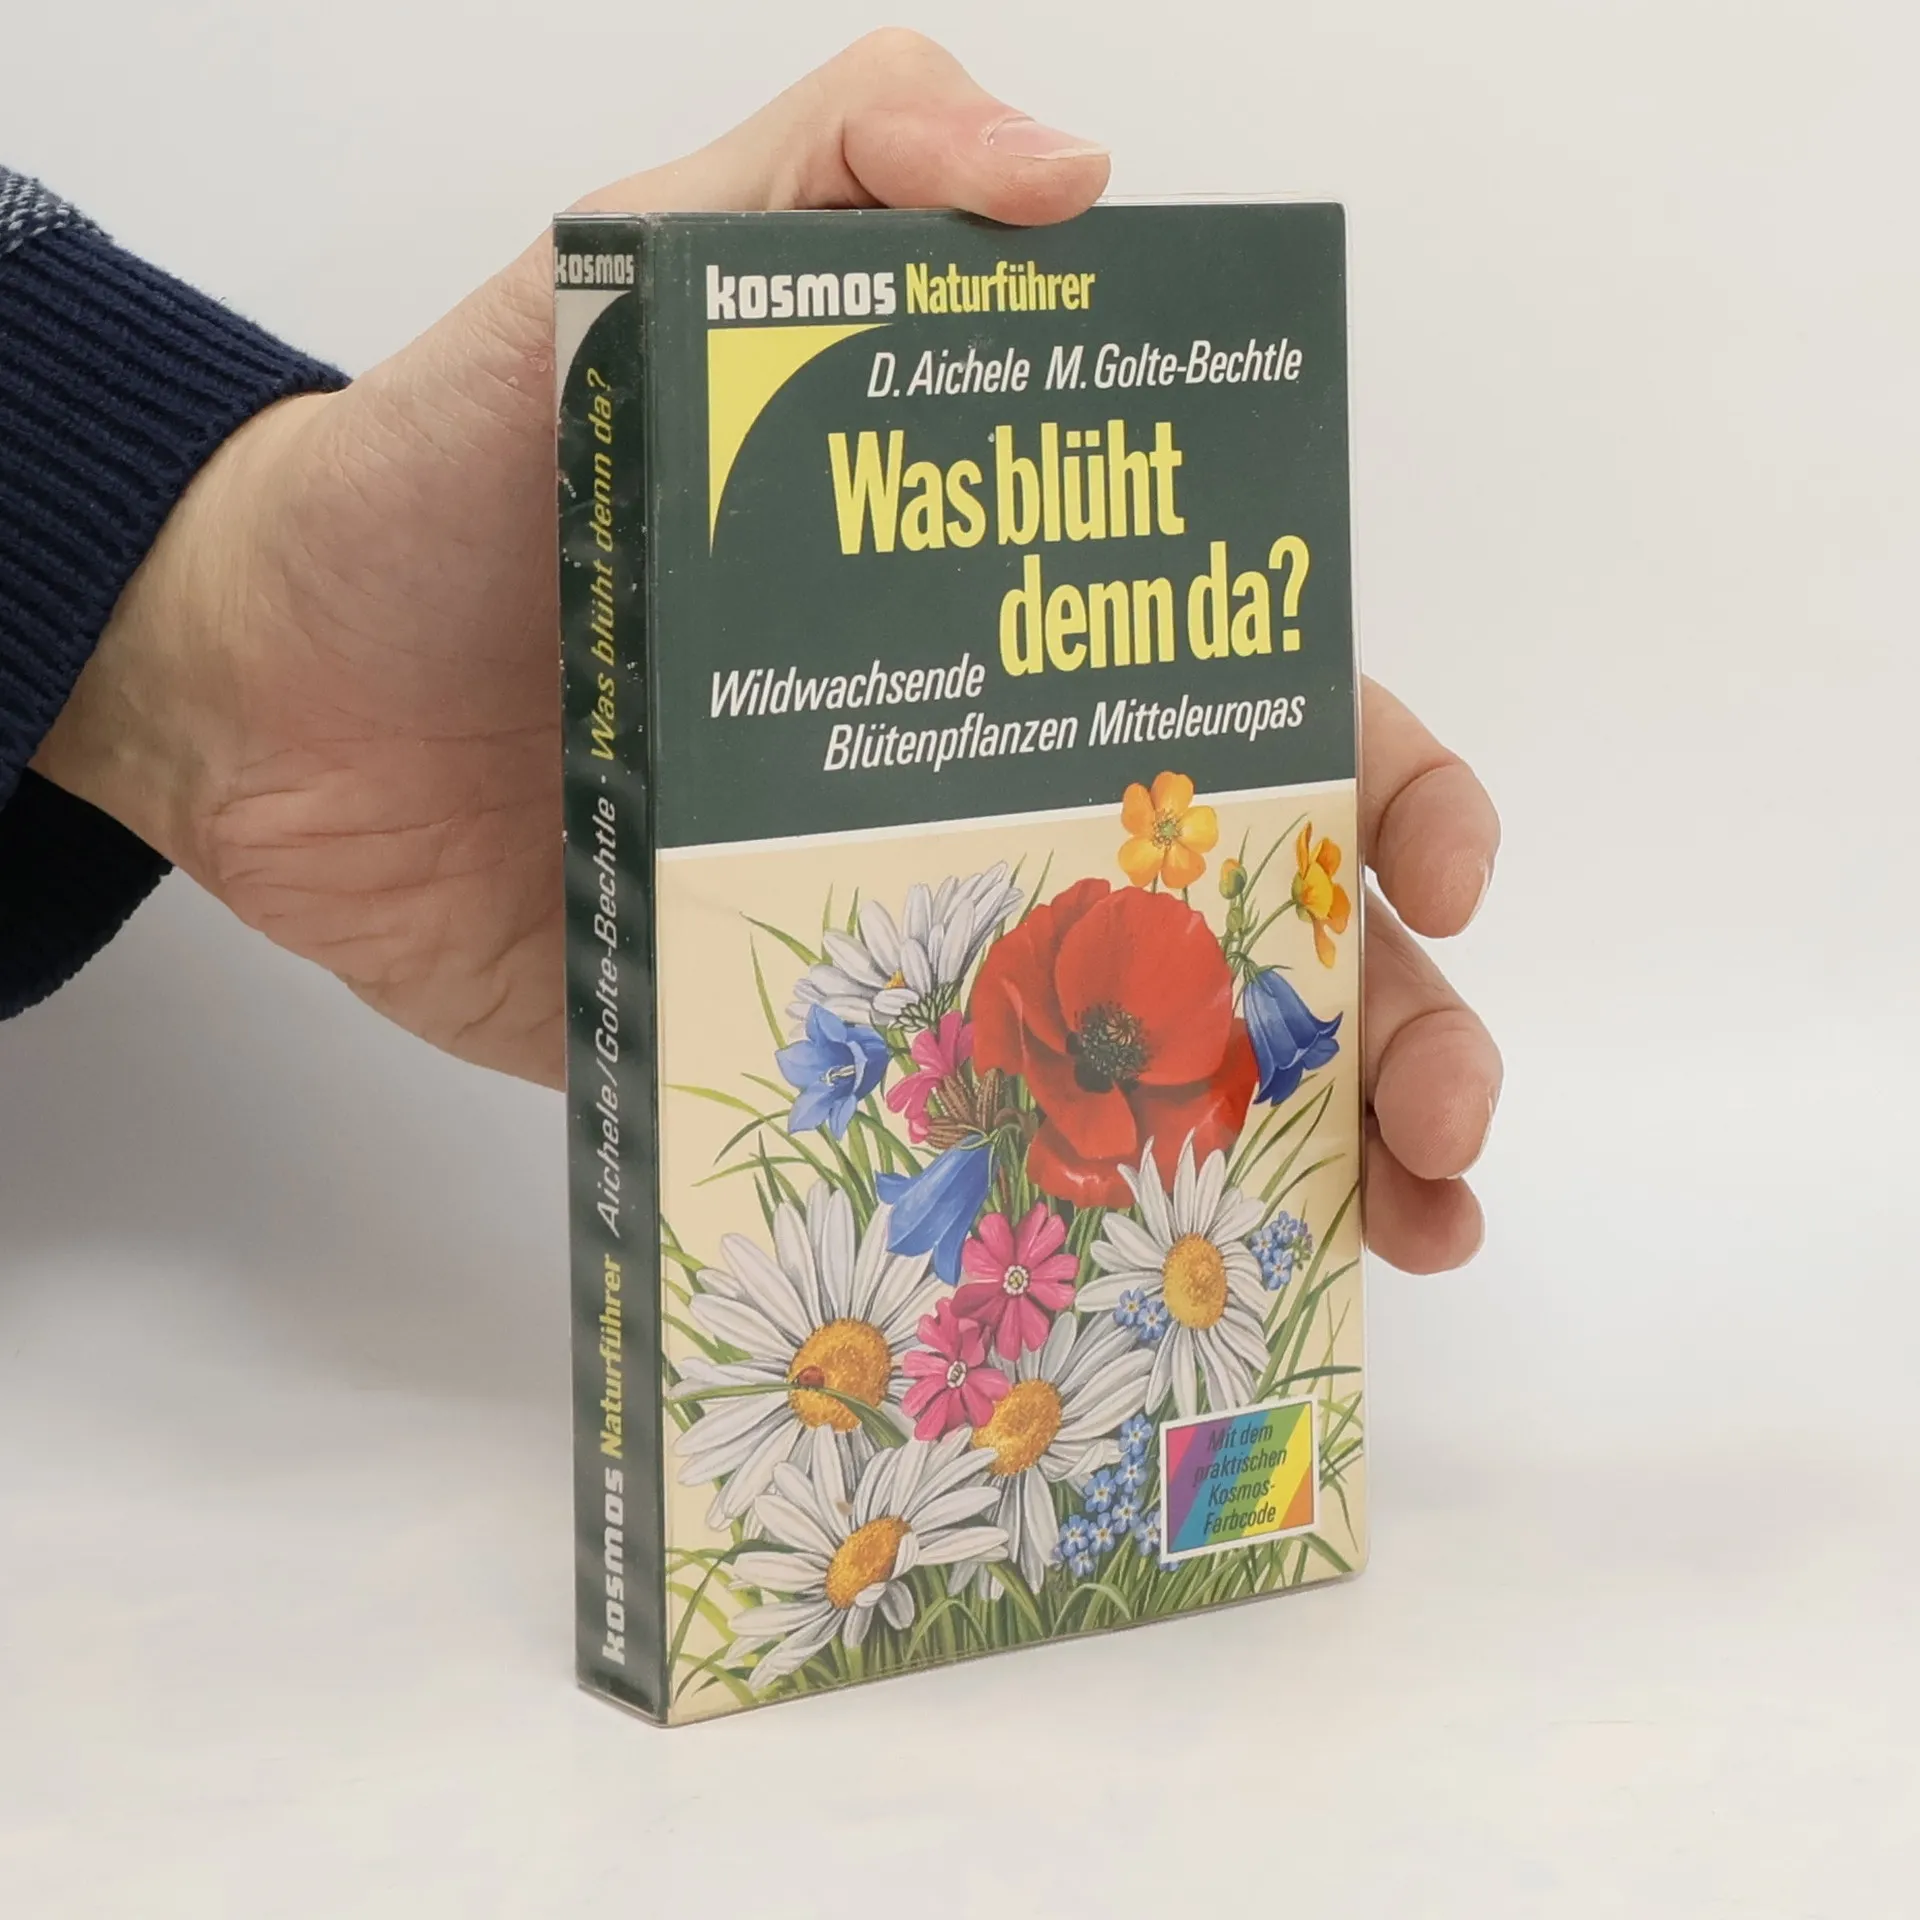 kosmos
kosmos Naturführer Aichele/Golte-Bechtle · Was blüht denn da?
kosmos Naturführer
D. Aichele M. Golte-Bechtle
Was blüht
denn da?
Wildwachsende
Blütenpflanzen Mitteleuropas
Mit dem
praktischen
Kosmos-
Farbcode